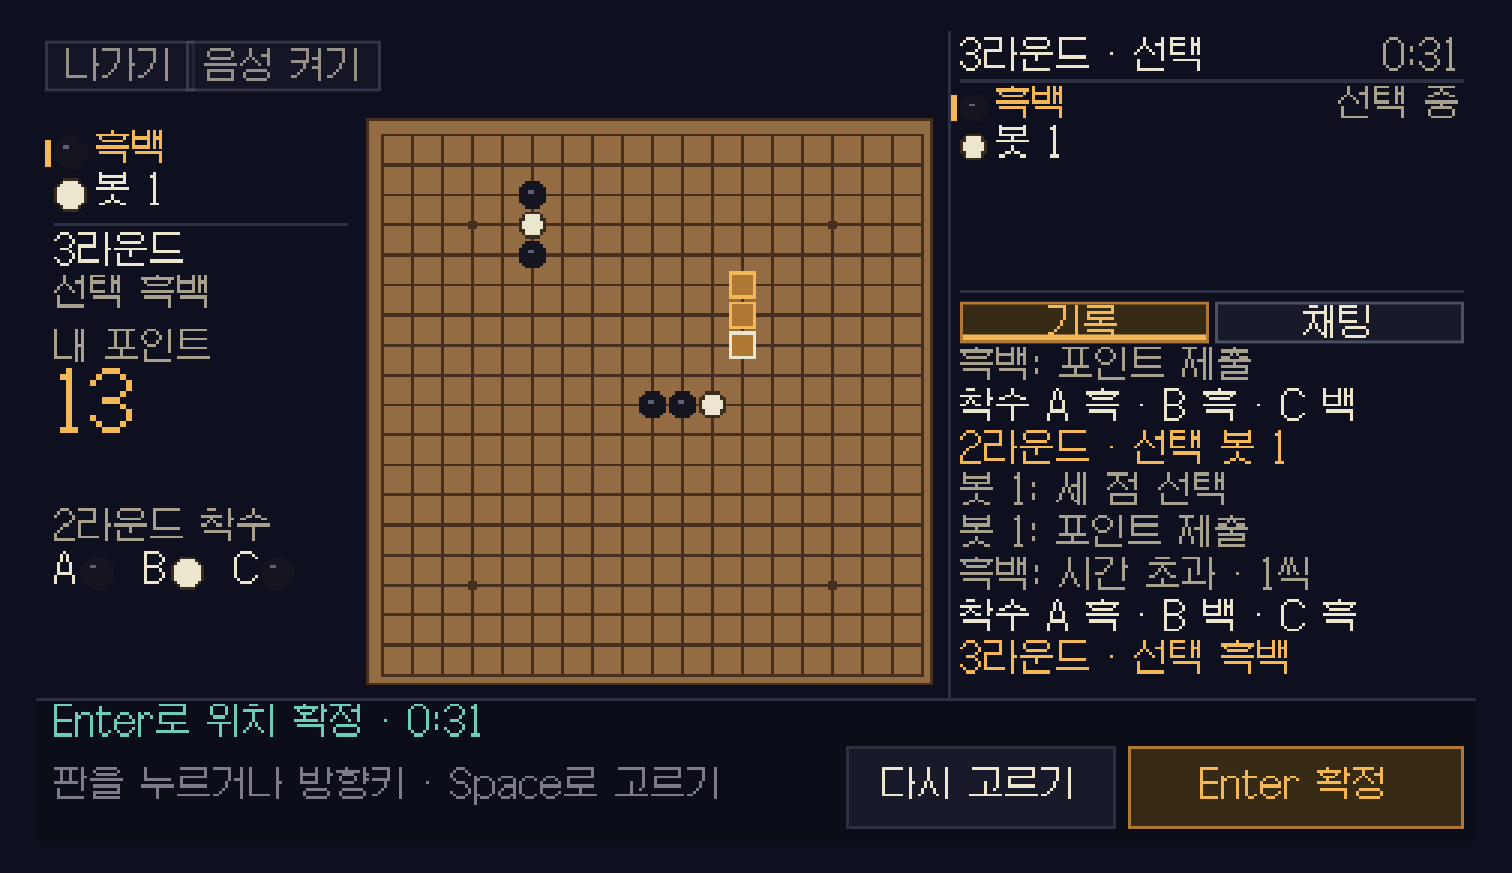 나가기 음성 켜기
흑백
봇 1
3라운드
선택 흑백
내 포인트
13
2라운드 착수
A B C
3라운드 · 선택 0:31
흑백 선택 중
봇 1
기록 채팅
흑백: 포인트 제출
착수 A 흑 · B 흑 · C 백
2라운드 · 선택 봇 1
봇 1: 세 점 선택
봇 1: 포인트 제출
흑백: 시간 초과 · 1씩
착수 A 흑 · B 백 · C 흑
3라운드 · 선택 흑백
Enter로 위치 확정 · 0:31
판을 누르거나 방향키 · Space로 고르기
다시 고르기 Enter 확정